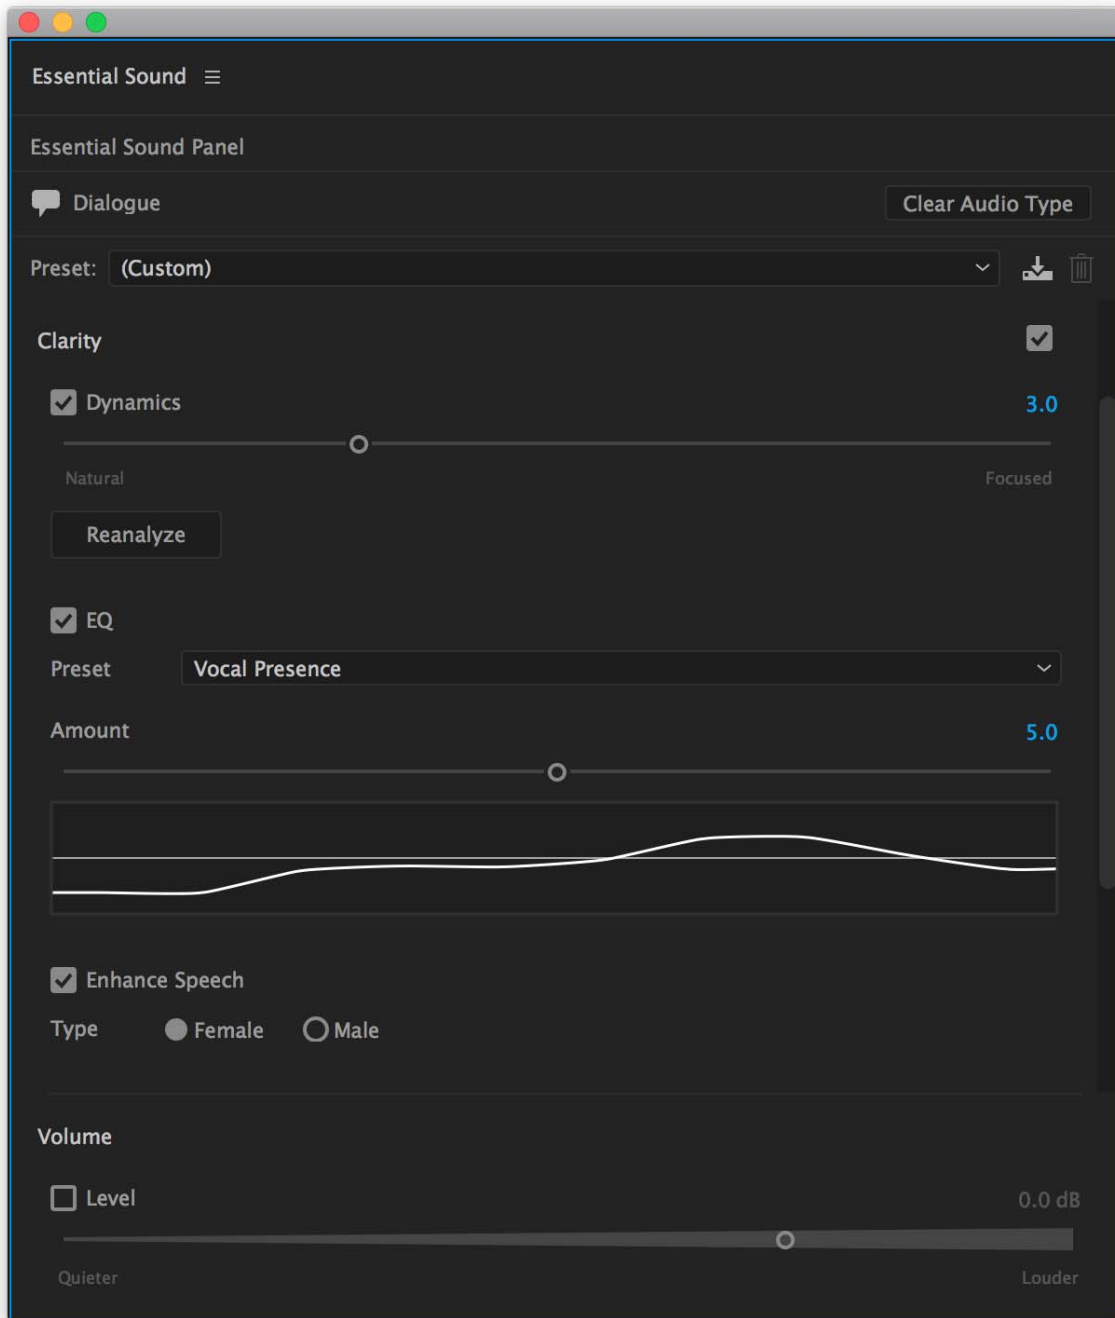 Essential Sound
Essential Sound Panel
Dialogue Clear Audio Type
Preset: (Custom)
Clarity
Dynamics 3.0
Natural Focused
Reanalyze
EQ
Preset Vocal Presence
Amount 5.0
Enhance Speech
Type Female Male
Volume
Level 0.0 dB
Quieter Louder